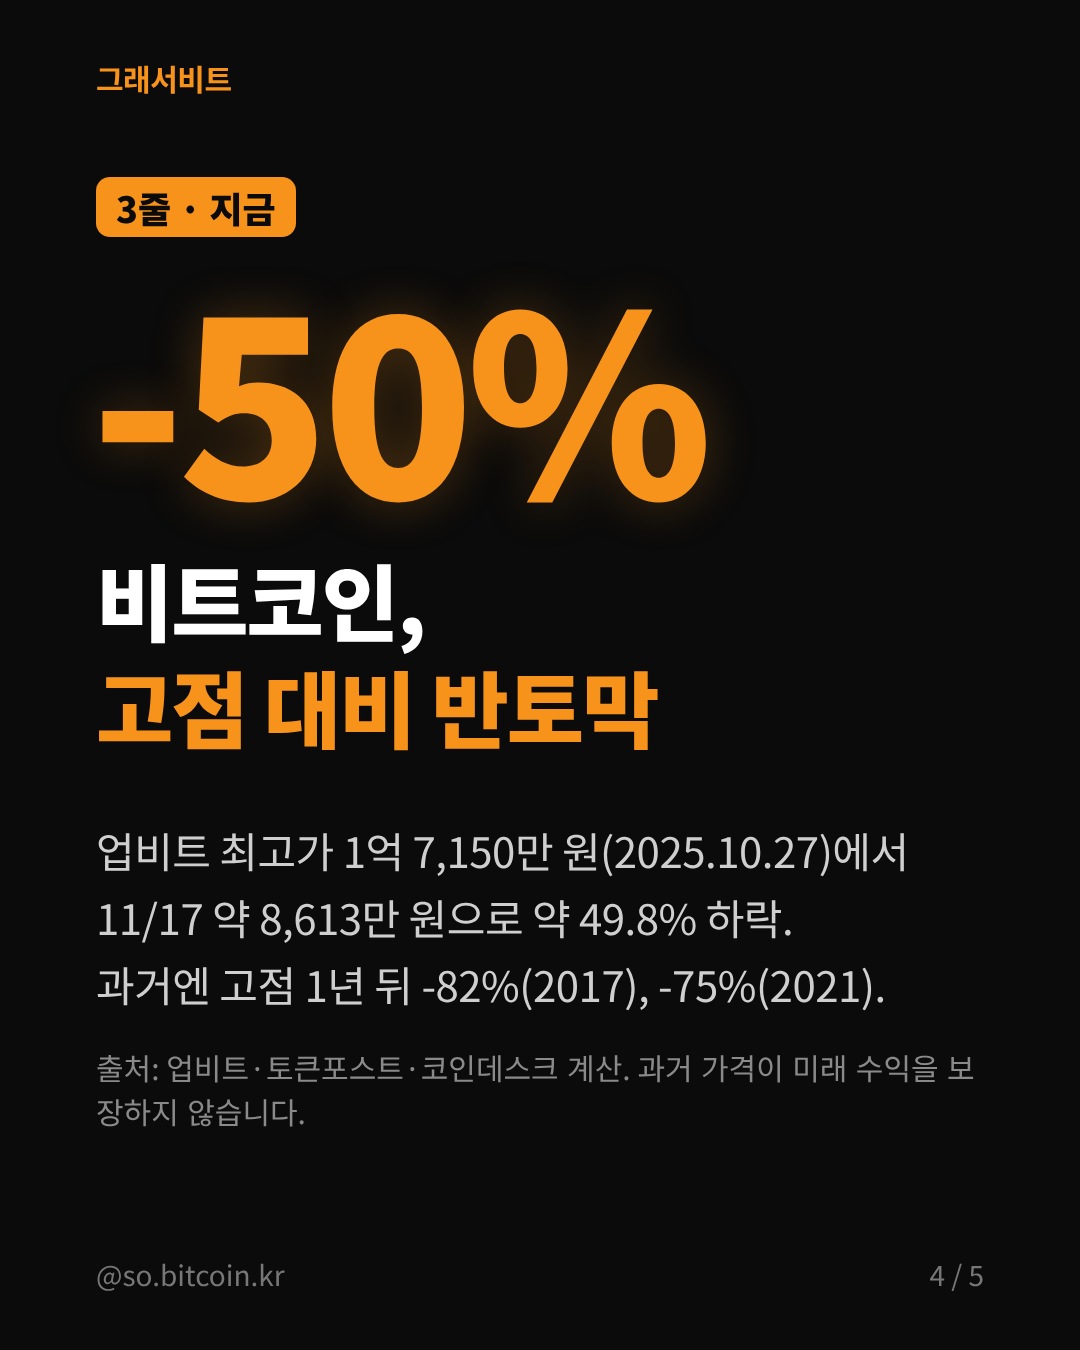 그래서비트
3줄 · 지금
-50%
비트코인,
고점 대비 반토막
업비트 최고가 1억 7,150만 원(2025.10.27)에서
11/17 약 8,613만 원으로 약 49.8% 하락.
과거엔 고점 1년 뒤 -82%(2017), -75%(2021).
출처: 업비트·토큰포스트·코인데스크 계산. 과거 가격이 미래 수익을 보
장하지 않습니다.
@so.bitcoin.kr
4 / 5